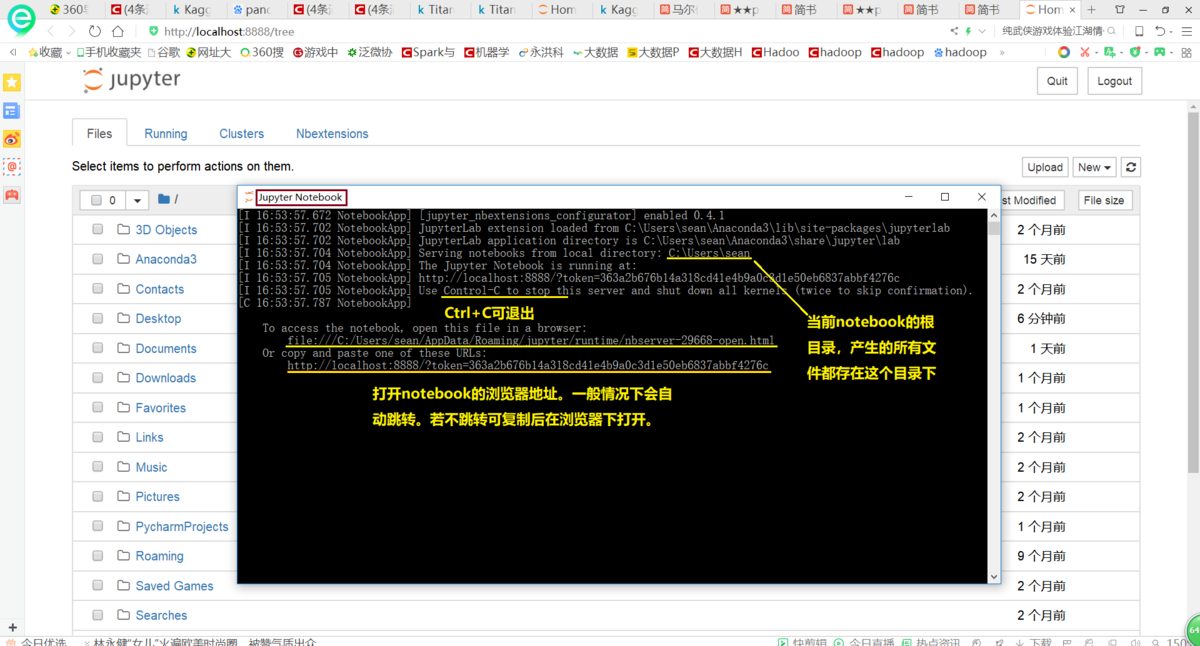 360
(4条
Kagg
panc
(4条
(4条
Titan
Titan
Hom
Kagg
马尔
★★p
简书
★★p
简书
简书
Hom
http://localhost:8888/tree
纯武侠游戏体验江湖情
收藏
手机收藏夹
谷歌
网址大
360搜
游戏中
泛微协
Spark与
机器学
永洪科
大数据
大数据P
大数据H
Hadoo
hadoop
hadoop
hadoop
jupyter
Quit
Logout
Files
Running
Clusters
Nbextensions
Select items to perform actions on them.
Upload
New
0
/
st Modified
File size
3D Objects
2 个月前
Anaconda3
15 天前
Contacts
2 个月前
Desktop
6 分钟前
Documents
1 天前
Downloads
1 个月前
Favorites
1 个月前
Links
2 个月前
Music
2 个月前
Pictures
2 个月前
PycharmProjects
1 个月前
Roaming
9 个月前
Saved Games
2 个月前
Searches
2 个月前
Jupyter Notebook
[I 16:53:57.672 NotebookApp] [jupyter_nbextensions_configurator] enabled 0.4.1
[I 16:53:57.702 NotebookApp] JupyterLab extension loaded from C:\Users\sean\Anaconda3\lib\site-packages\jupyterlab
[I 16:53:57.702 NotebookApp] JupyterLab application directory is C:\Users\sean\Anaconda3\share\jupyter\lab
[I 16:53:57.704 NotebookApp] Serving notebooks from local directory: C:\Users\sean
[I 16:53:57.704 NotebookApp] The Jupyter Notebook is running at:
[I 16:53:57.705 NotebookApp] http://localhost:8888/?token=363a2b676b14a318cd41e4b9a0c3d1e50eb6837abbf4276c
[I 16:53:57.705 NotebookApp] Use Control-C to stop this server and shut down all kernels (twice to skip confirmation).
[C 16:53:57.787 NotebookApp]
Ctrl+C可退出
To access the notebook, open this file in a browser:
file:///C:/Users/sean/AppData/Roaming/jupyter/runtime/nbserver-29668-open.html
Or copy and paste one of these URLs:
http://localhost:8888/?token=363a2b676b14a318cd41e4b9a0c3d1e50eb6837abbf4276c
当前notebook的根
目录，产生的所有文
件都存在这个目录下
打开notebook的浏览器地址。一般情况下会自
动跳转。若不跳转可复制后在浏览器下打开。
64
今日优选
林永健"女儿"火遍欧美时尚圈 被赞气质出众
快剪辑
今日直播
热点资讯
下载